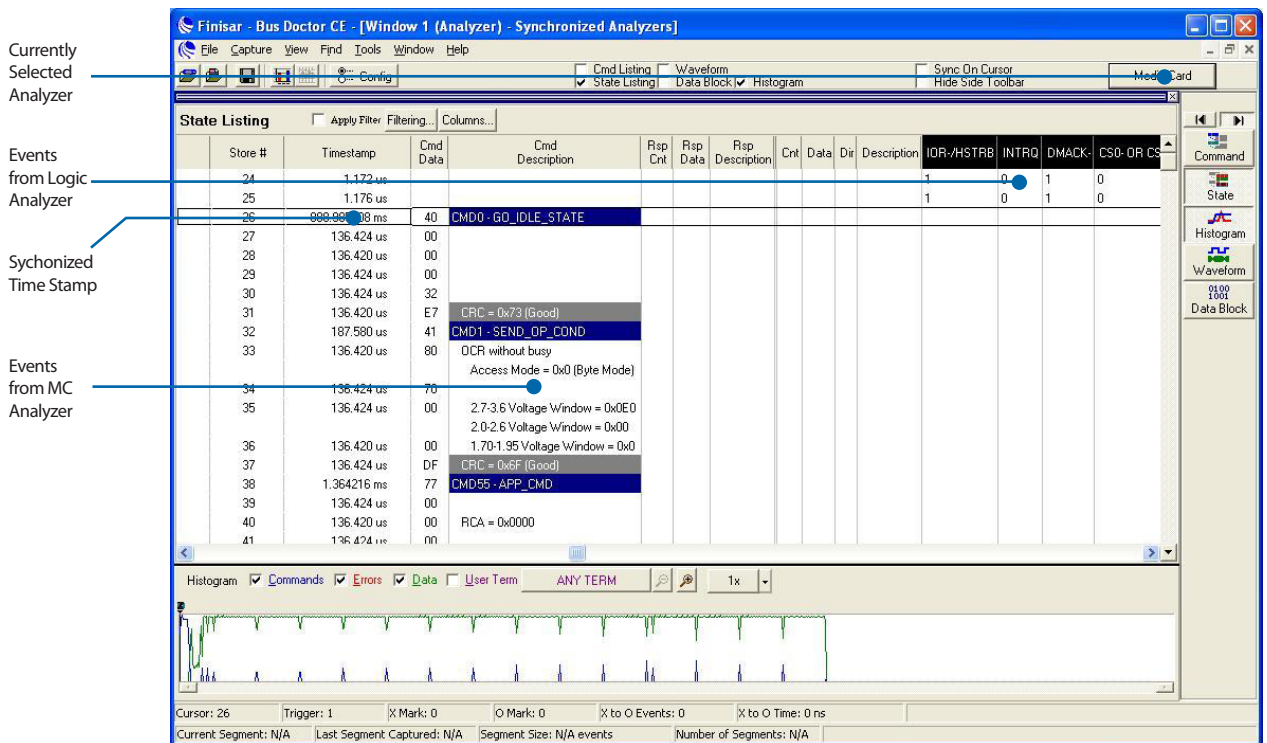 Finisar - Bus Doctor CE - [Window 1 (Analyzer) - Synchronized Analyzers]
File Capture View Find Tools Window Help
Config
Cmd Listing Waveform Sync On Cursor
State Listing Data Block Histogram Hide Side Toolbar
Card
Currently
Selected
Analyzer
Events
from Logic
Analyzer
Sychonized
Time Stamp
Events
from MC
Analyzer
State Listing Apply Filter Filtering... Columns...
Store # Timestamp Cmd Data Cmd Description Rsp Cnt Rsp Data Rsp Description Cnt Data Dir Description IOR-/HSTRB INTRQ DMACK- CS0- OR CS
24 1.172 us 1 0 1 0
25 1.176 us 1 0 1 0
26 ms 40 CMD0 - GO_IDLE_STATE
27 136.424 us 00
28 136.420 us 00
29 136.424 us 00
30 136.424 us 32
31 136.420 us E7 CRC = 0x73 (Good)
32 187.580 us 41 CMD1 - SEND_OP_COND
33 136.420 us 80 OCR without busy
Access Mode = 0x0 (Byte Mode)
34 136.424 us 70
35 136.424 us 00 2.7-3.6 Voltage Window = 0x0E0
2.0-2.6 Voltage Window = 0x00
36 136.420 us 00 1.70-1.95 Voltage Window = 0x0
37 136.424 us DF CRC = 0x6F (Good)
38 1.364216 ms 77 CMD55 - APP_CMD
39 136.424 us 00
40 136.420 us 00 RCA = 0x0000
41 136.424 us 00
Command
State
Histogram
Waveform
0100
1001
Data Block
Histogram Commands Errors Data User Term ANY TERM 1x
Cursor: 26 Trigger: 1 X Mark: 0 O Mark: 0 X to O Events: 0 X to O Time: 0 ns
Current Segment: N/A Last Segment Captured: N/A Segment Size: N/A events Number of Segments: N/A